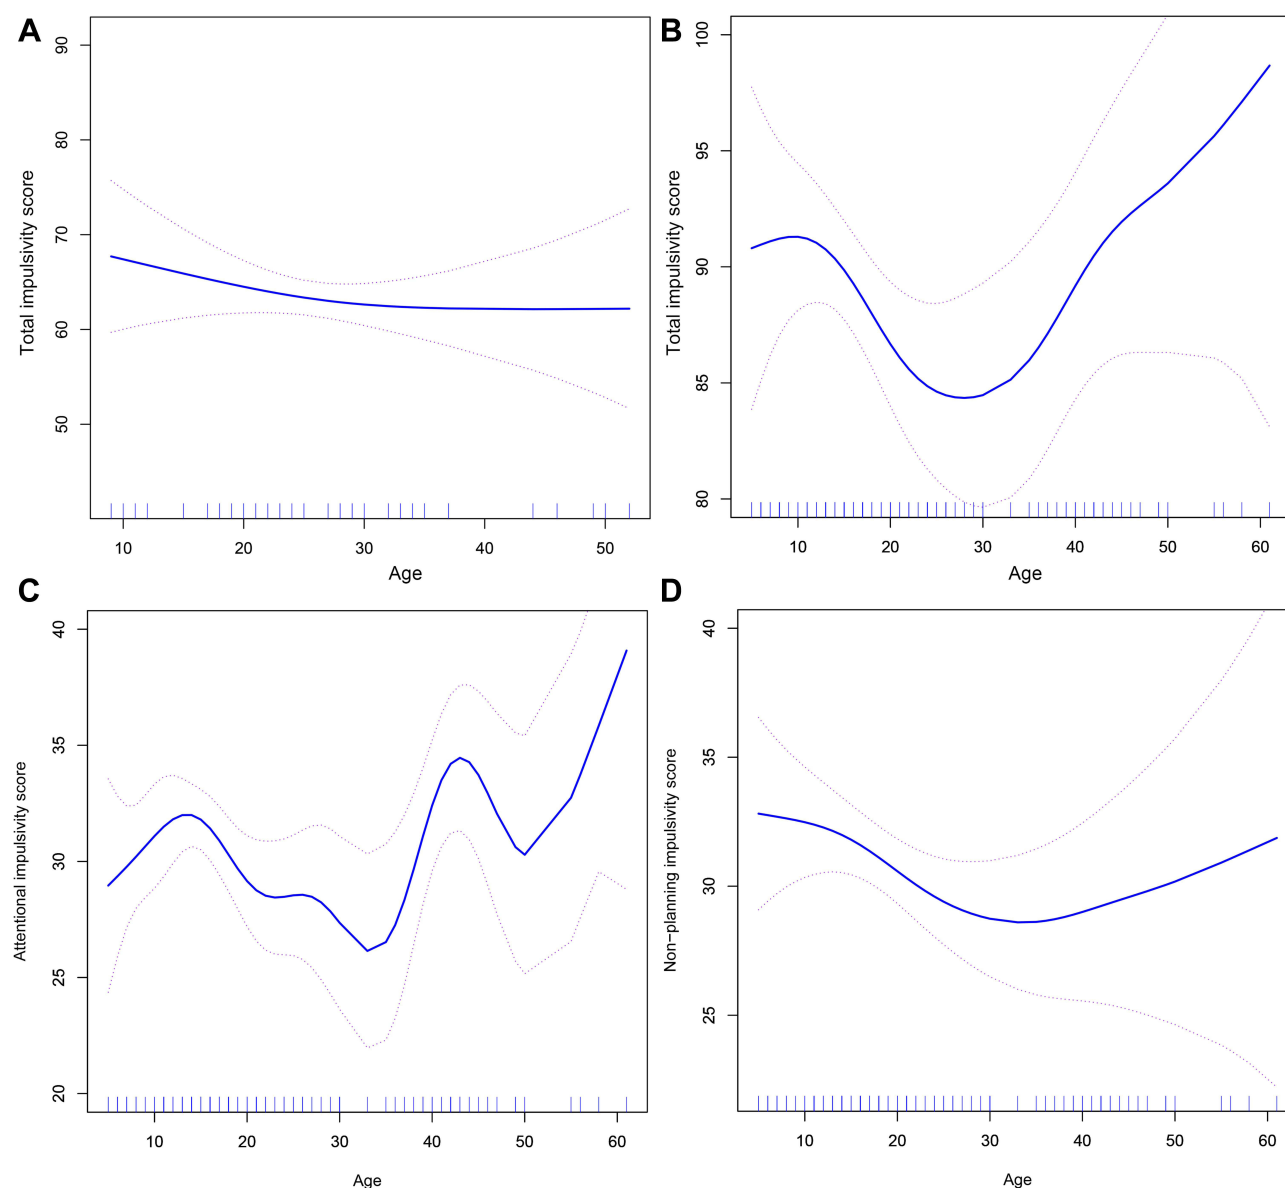 A
Total impulsivity score
90
80
70
60
50
10 20 30 40 50
Age
B
Total impulsivity score
100
95
90
85
80
10 20 30 40 50 60
Age
C
Attentional impulsivity score
40
35
30
25
20
10 20 30 40 50 60
Age
D
Non−planning impulsivity score
40
35
30
25
10 20 30 40 50 60
Age